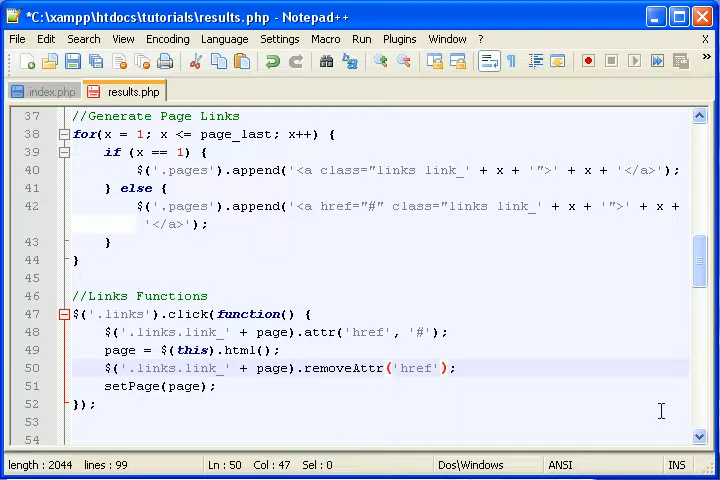 *C:\xampp\htdocs\tutorials\results.php - Notepad++
File Edit Search View Encoding Language Settings Macro Run Plugins Window ? X
index.php results.php
37 //Generate Page Links
38 for(x = 1; x <= page_last; x++) {
39 if (x == 1) {
40 $('.pages').append('<a class="links link_' + x + '">' + x + '</a>');
41 } else {
42 $('.pages').append('<a href="#" class="links link_' + x + '">' + x +
'</a>');
43 }
44 }
45
46 //Links Functions
47 $('.links').click(function() {
48 $('.links.link_' + page).attr('href', '#');
49 page = $(this).html();
50 $('.links.link_' + page).removeAttr('href');
51 setPage(page);
52 });
53
54
length : 2044 lines : 99 Ln : 50 Col : 47 Sel : 0 Dos\Windows ANSI INS